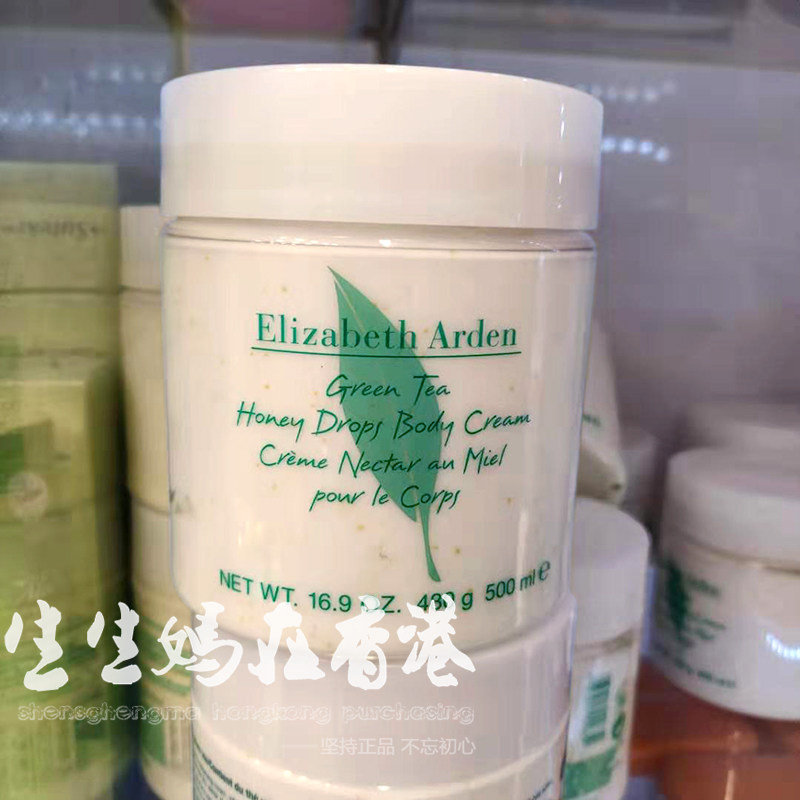 Elizabeth Arden
Green Tea
Honey Drops Body Cream
Crème Nectar au Miel
pour le Corps
NET WT. 16.9 OZ. 480 g 500 ml e
生生妈在香港
shengshengma hongkong purchasing
坚持正品 不忘初心